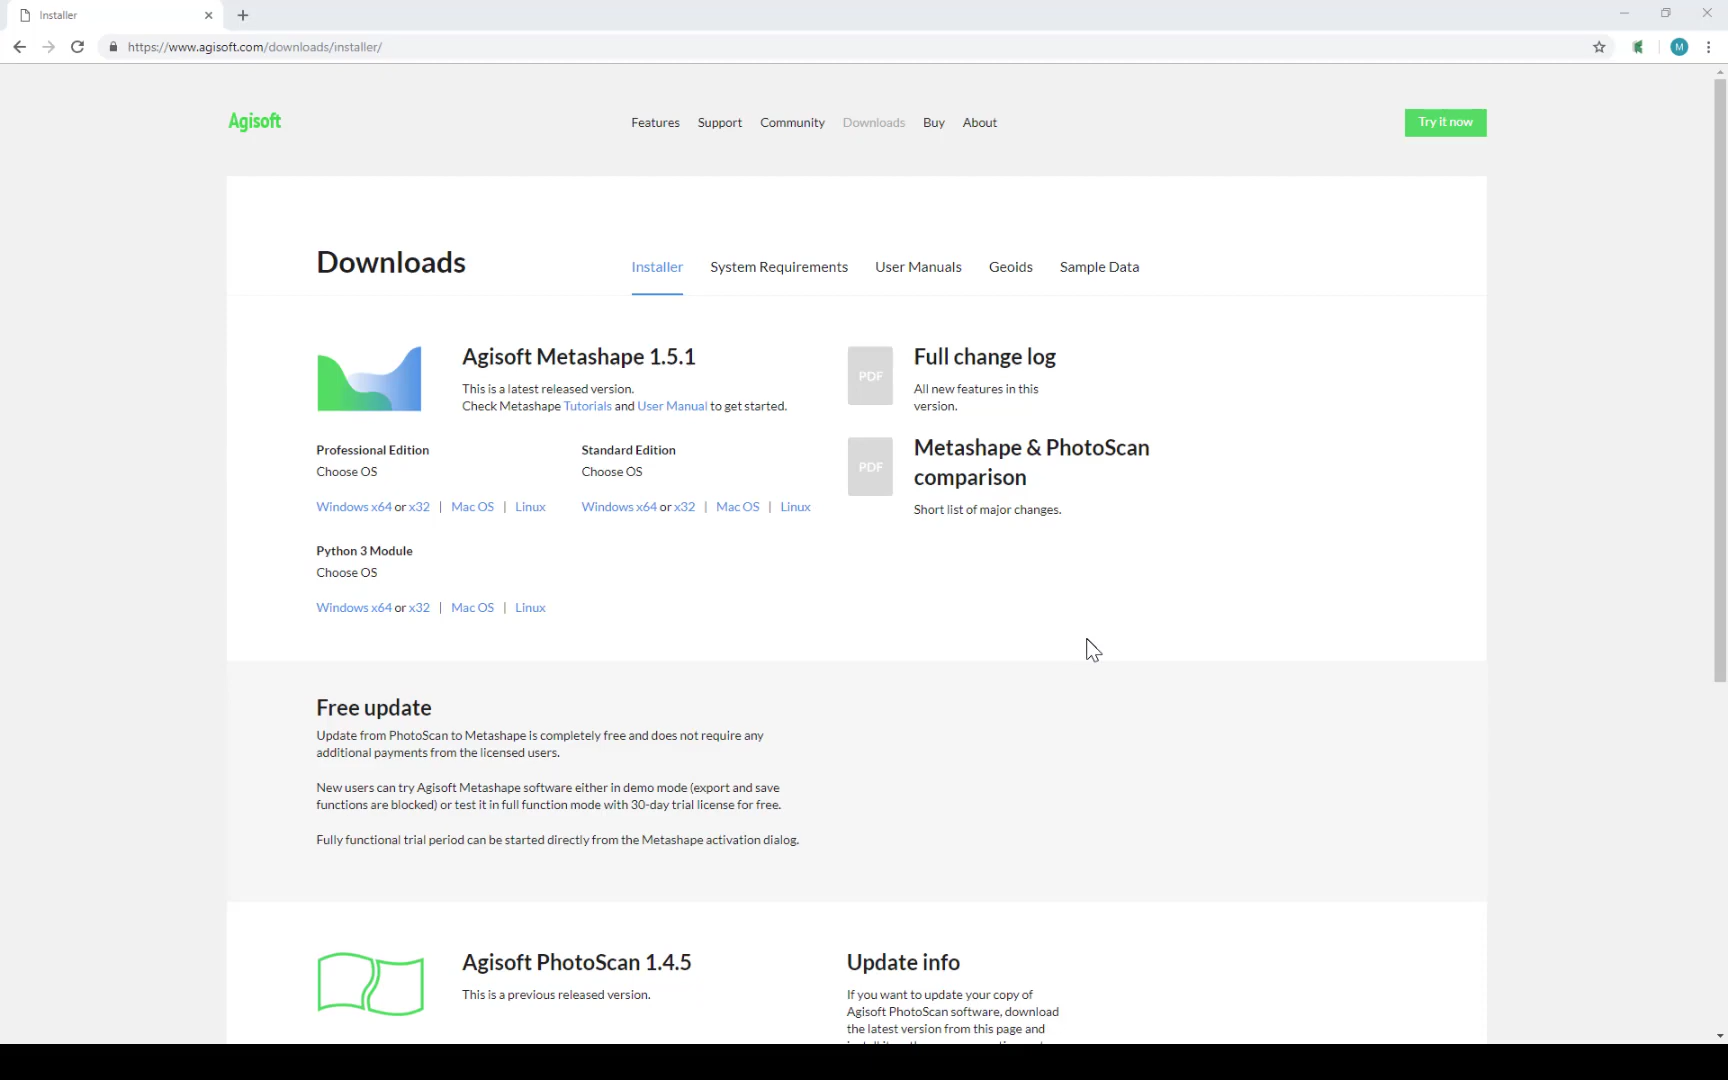 Installer
https://www.agisoft.com/downloads/installer/
M
Agisoft
Features Support Community Downloads Buy About
Try it now
Downloads
Installer System Requirements User Manuals Geoids Sample Data
Agisoft Metashape 1.5.1
This is a latest released version.
Check Metashape Tutorials and User Manual to get started.
PDF
Full change log
All new features in this
version.
Professional Edition
Choose OS
Windows x64 or x32 | Mac OS | Linux
Standard Edition
Choose OS
Windows x64 or x32 | Mac OS | Linux
PDF
Metashape & PhotoScan
comparison
Short list of major changes.
Python 3 Module
Choose OS
Windows x64 or x32 | Mac OS | Linux
Free update
Update from PhotoScan to Metashape is completely free and does not require any
additional payments from the licensed users.
New users can try Agisoft Metashape software either in demo mode (export and save
functions are blocked) or test it in full function mode with 30-day trial license for free.
Fully functional trial period can be started directly from the Metashape activation dialog.
Agisoft PhotoScan 1.4.5
This is a previous released version.
Update info
If you want to update your copy of
Agisoft PhotoScan software, download
the latest version from this page and